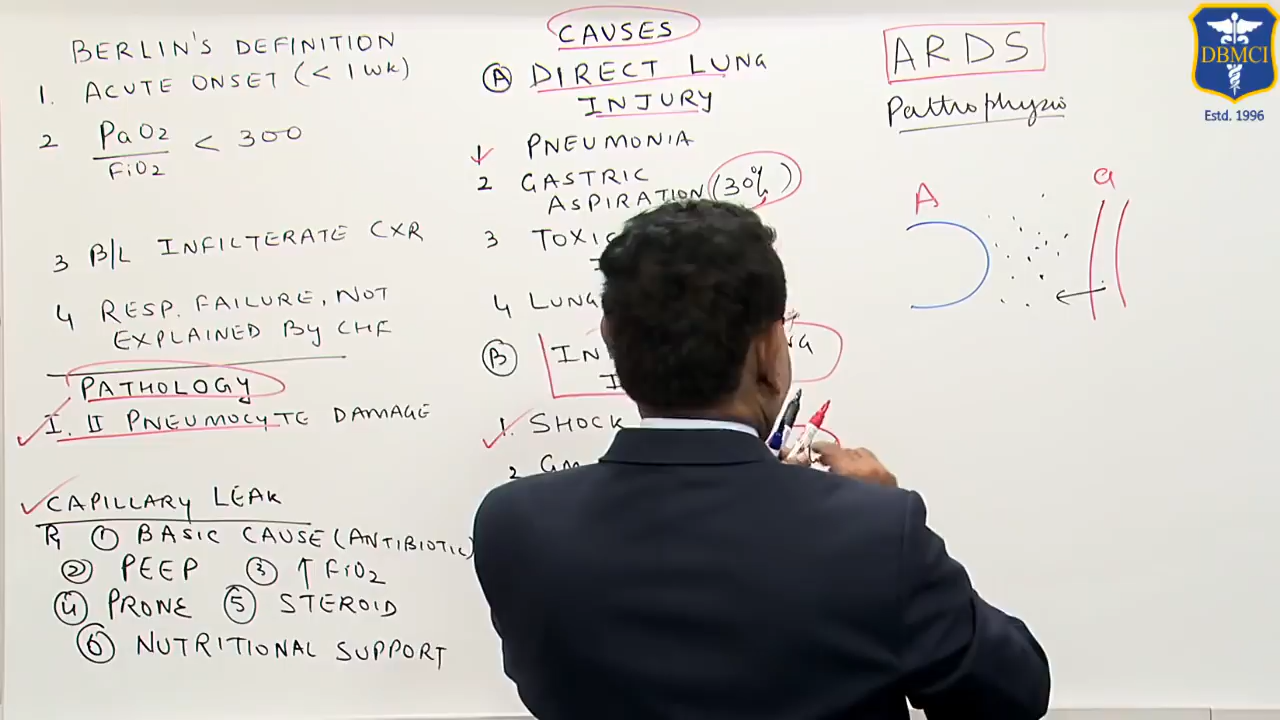 BERLIN'S DEFINITION
1. ACUTE ONSET (< 1 WK)
2 PaO2 / FiO2 < 300
3 B/L INFILTERATE CXR
4 RESP. FAILURE, NOT
EXPLAINED By CHF
PATHOLOGY
I. II PNEUMOCYTE DAMAGE
CAPILLARY LEAK
Rx ① BASIC CAUSE (ANTIBIOTIC)
② PEEP ③ ↑ FiO2
④ PRONE ⑤ STEROID
⑥ NUTRITIONAL SUPPORT
CAUSES
Ⓐ DIRECT LUNG
INJURY
1 PNEUMONIA
2 GASTRIC
ASPIRATION (30%)
3 TOXIC
4 LUNG
Ⓑ
1. SHOCK
2
ARDS
Pathophysio
A
a
DBMCI
Estd. 1996